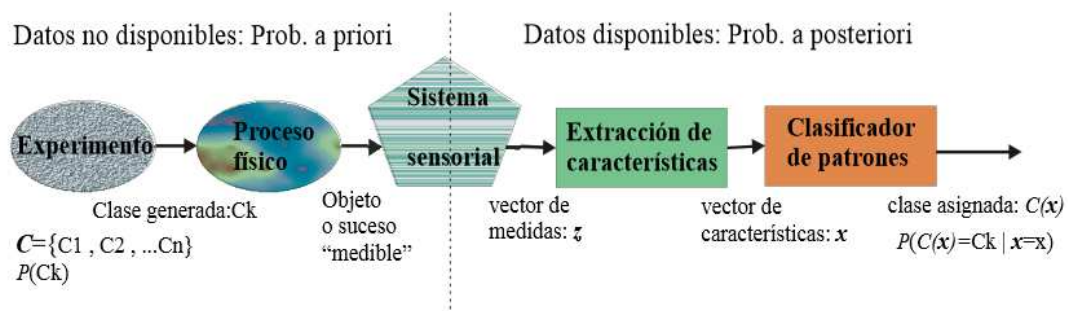 Datos no disponibles: Prob. a priori
Datos disponibles: Prob. a posteriori
Experimento
Proceso
físico
Sistema
sensorial
Extracción de
características
Clasificador
de patrones
Clase generada:Ck
C={C1 , C2 , ...Cn}
P(Ck)
Objeto
o suceso
“medible”
vector de
medidas: z
vector de
características: x
clase asignada: C(x)
P(C(x)=Ck | x=x)